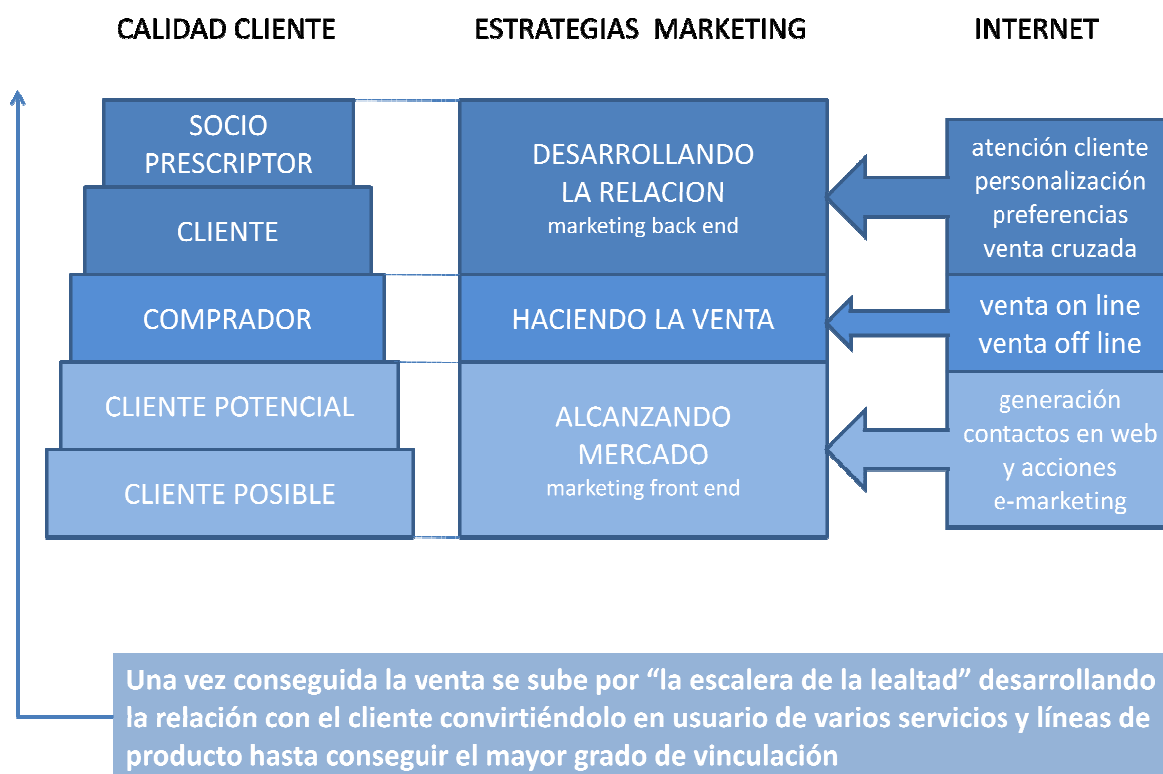 CALIDAD CLIENTE
ESTRATEGIAS MARKETING
INTERNET
SOCIO
PRESCRIPTOR
CLIENTE
COMPRADOR
CLIENTE POTENCIAL
CLIENTE POSIBLE
DESARROLLANDO
LA RELACION
marketing back end
HACIENDO LA VENTA
ALCANZANDO
MERCADO
marketing front end
atención cliente
personalización
preferencias
venta cruzada
venta on line
venta off line
generación
contactos en web
y acciones
e-marketing
Una vez conseguida la venta se sube por “la escalera de la lealtad” desarrollando
la relación con el cliente convirtiéndolo en usuario de varios servicios y líneas de
producto hasta conseguir el mayor grado de vinculación